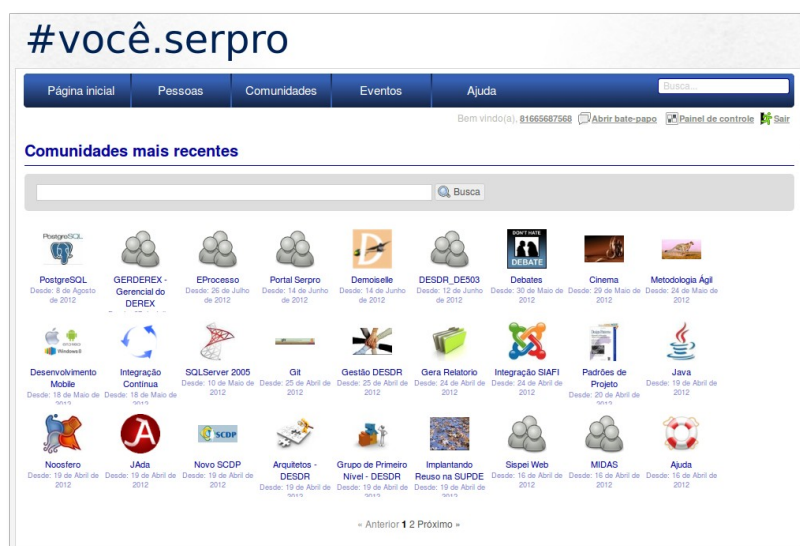 #você.serpro
Página inicial Pessoas Comunidades Eventos Ajuda Busca...
Bem vindo(a), 81665687568 Abrir bate-papo Painel de controle Sair
Comunidades mais recentes
Busca
PostgreSQL DON'T HATE
DEBATE
PostgreSQL GERDEREX - EProcesso Portal Serpro Demoiselle DESDR_DE503 Debates Cinema Metodologia Ágil
Desde: 8 de Agosto Gerencial do Desde: 26 de Julho Desde: 14 de Junho Desde: 14 de Junho Desde: 12 de Junho Desde: 30 de Maio de Desde: 29 de Maio de Desde: 24 de Maio de
de 2012 DEREX de 2012 de 2012 de 2012 de 2012 2012 2012 2012
SCDP
Desenvolvimento Integração SQLServer 2005 Git Gestão DESDR Gera Relatorio Integração SIAFI Padrões de Java
Mobile Contínua Desde: 10 de Maio de Desde: 25 de Abril de Desde: 25 de Abril de Desde: 24 de Abril de Desde: 24 de Abril de Projeto Desde: 19 de Abril de
Desde: 18 de Maio de Desde: 18 de Maio de 2012 2012 2012 2012 2012 Desde: 20 de Abril de 2012
Noosfero JAda Novo SCDP Arquitetos - Grupo de Primeiro Implantando Sispei Web MIDAS Ajuda
Desde: 19 de Abril de Desde: 19 de Abril de Desde: 19 de Abril de DESDR Nível - DESDR Reuso na SUPDE Desde: 16 de Abril de Desde: 16 de Abril de Desde: 16 de Abril de
2012 2012 2012 Desde: 19 de Abril de Desde: 19 de Abril de Desde: 19 de Abril de 2012 2012 2012
« Anterior 1 2 Próximo »